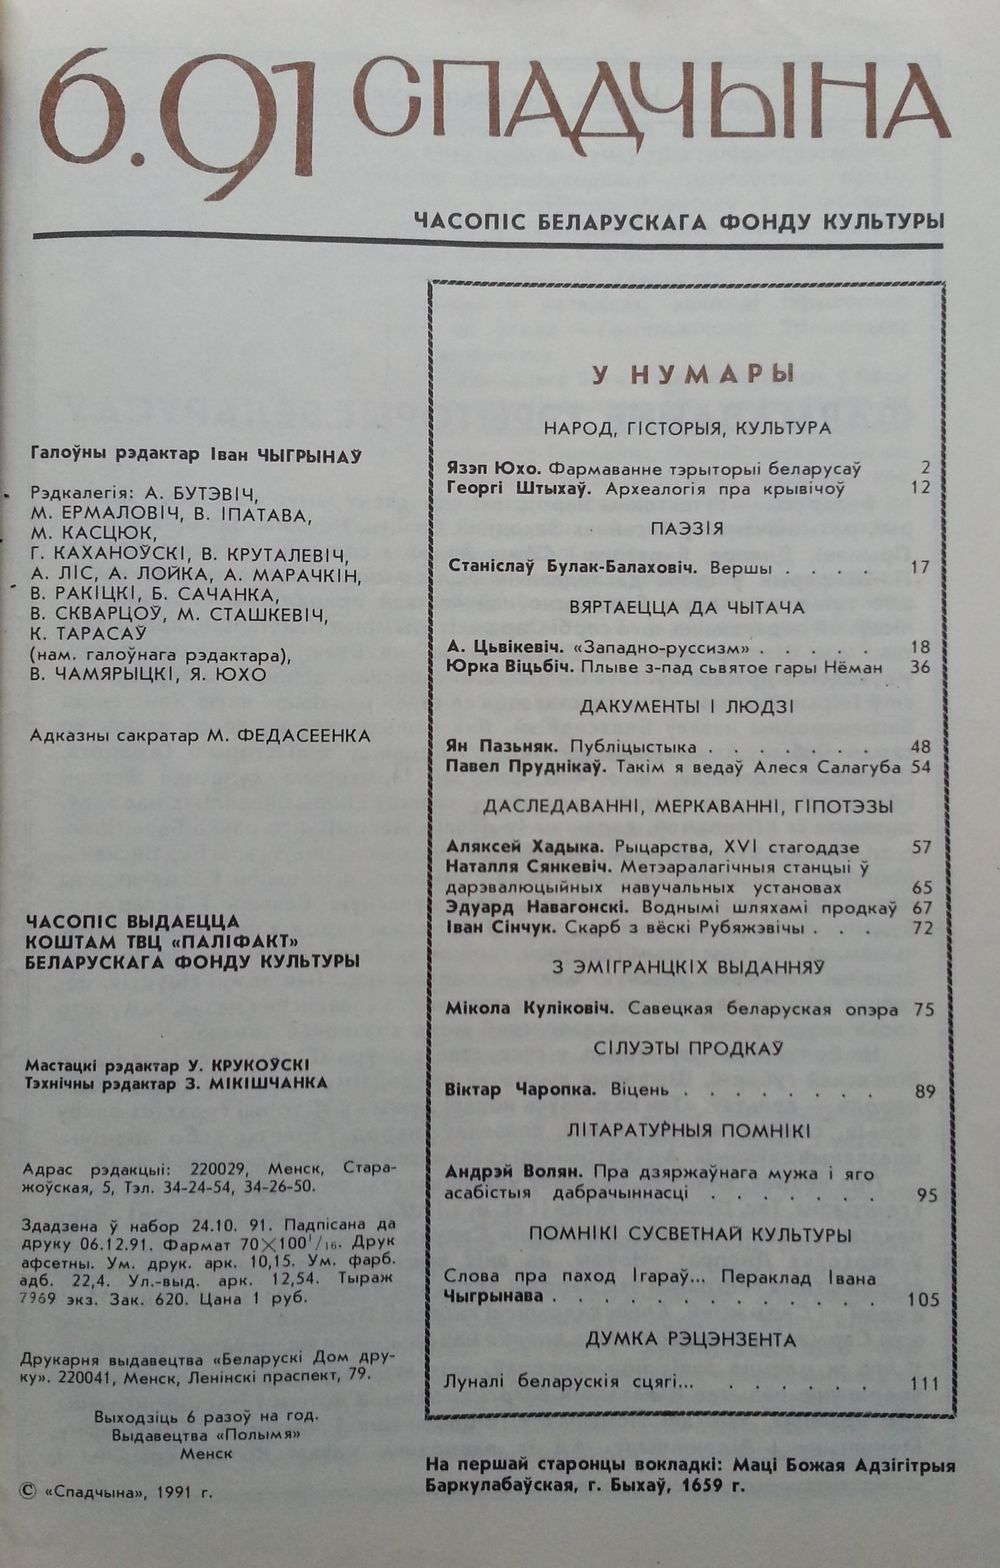 6.91 СПАДЧЫНА
ЧАСОПІС БЕЛАРУСКАГА ФОНДУ КУЛЬТУРЫ
Галоўны рэдактар Іван ЧЫГРЫНАЎ
Рэдкалегія: А. БУТЭВІЧ,
М. ЕРМАЛОВІЧ, В. ІПАТАВА,
М. КАСЦЮК,
Г. КАХАНОЎСКІ, В. КРУТАЛЕВІЧ,
А. ЛІС, А. ЛОЙКА, А. МАРАЧКІН,
В. РАКІЦКІ, Б. САЧАНКА,
В. СКВАРЦОЎ, М. СТАШКЕВІЧ,
К. ТАРАСАЎ
(нам. галоўнага рэдактара),
В. ЧАМЯРЫЦКІ, Я. ЮХО
Адказны сакратар М. ФЕДАСЕЕНКА
ЧАСОПІС ВЫДАЕЦЦА
КОШТАМ ТВЦ «ПАЛІФАКТ»
БЕЛАРУСКАГА ФОНДУ КУЛЬТУРЫ
Мастацкі рэдактар У. КРУКОЎСКІ
Тэхнічны рэдактар З. МІКІШЧАНКА
Адрас рэдакцыі: 220029, Менск, Стара-
жоўская, 5, Тэл. 34-24-54, 34-26-50.
Здадзена ў набор 24.10. 91. Падпісана да
друку 06.12.91. Фармат 70×100¹/₁₆. Друк
афсетны. Ум. друк. арк. 10,15. Ум. фарб.
адб. 22,4. Ул.-выд. арк. 12,54. Тыраж
7969 экз. Зак. 620. Цана 1 руб.
Друкарня выдавецтва «Беларускі Дом дру-
ку». 220041, Менск, Ленінскі праспект, 79.
Выходзіць 6 разоў на год.
Выдавецтва «Полымя»
Менск
© «Спадчына», 1991 г.
У НУМАРЫ
НАРОД, ГІСТОРЫЯ, КУЛЬТУРА
Язэп Юхо. Фармаванне тэрыторыі беларусаў 2
Георгі Штыхаў. Археалогія пра крывічоў 12
ПАЭЗІЯ
Станіслаў Булак-Балаховіч. Вершы . . . . 17
ВЯРТАЕЦЦА ДА ЧЫТАЧА
А. Цьвікевіч. «Западно-руссизм» . . . . . 18
Юрка Віцьбіч. Плыве з-пад сьвятое гары Нёман 36
ДАКУМЕНТЫ І ЛЮДЗІ
Ян Пазьняк. Публіцыстыка . . . . . . . 48
Павел Пруднікаў. Такім я ведаў Алеся Салагуба 54
ДАСЛЕДАВАННІ, МЕРКАВАННІ, ГІПОТЭЗЫ
Аляксей Хадыка. Рыцарства, XVI стагоддзе 57
Наталля Сянкевіч. Метэаралагічныя станцыі ў
дарэвалюцыйных навучальных установах 65
Эдуард Навагонскі. Воднымі шляхамі продкаў 67
Іван Сінчук. Скарб з вёскі Рубяжэвічы . . . 72
З ЭМІГРАНЦКІХ ВЫДАННЯЎ
Мікола Куліковіч. Савецкая беларуская опэра 75
СІЛУЭТЫ ПРОДКАЎ
Віктар Чаропка. Віцень . . . . . . . . 89
ЛІТАРАТУРНЫЯ ПОМНІКІ
Андрэй Волян. Пра дзяржаўнага мужа і яго
асабістыя дабрачыннасці . . . . . . . 95
ПОМНІКІ СУСВЕТНАЙ КУЛЬТУРЫ
Слова пра паход Ігараў... Пераклад Івана
Чыгрынава . . . . . . . . . . . . . 105
ДУМКА РЭЦЭНЗЕНТА
Луналі беларускія сцягі... . . . . . . 111
На першай старонцы вокладкі: Маці Божая Адзігітрыя
Баркулабаўская, г. Быхаў, 1659 г.